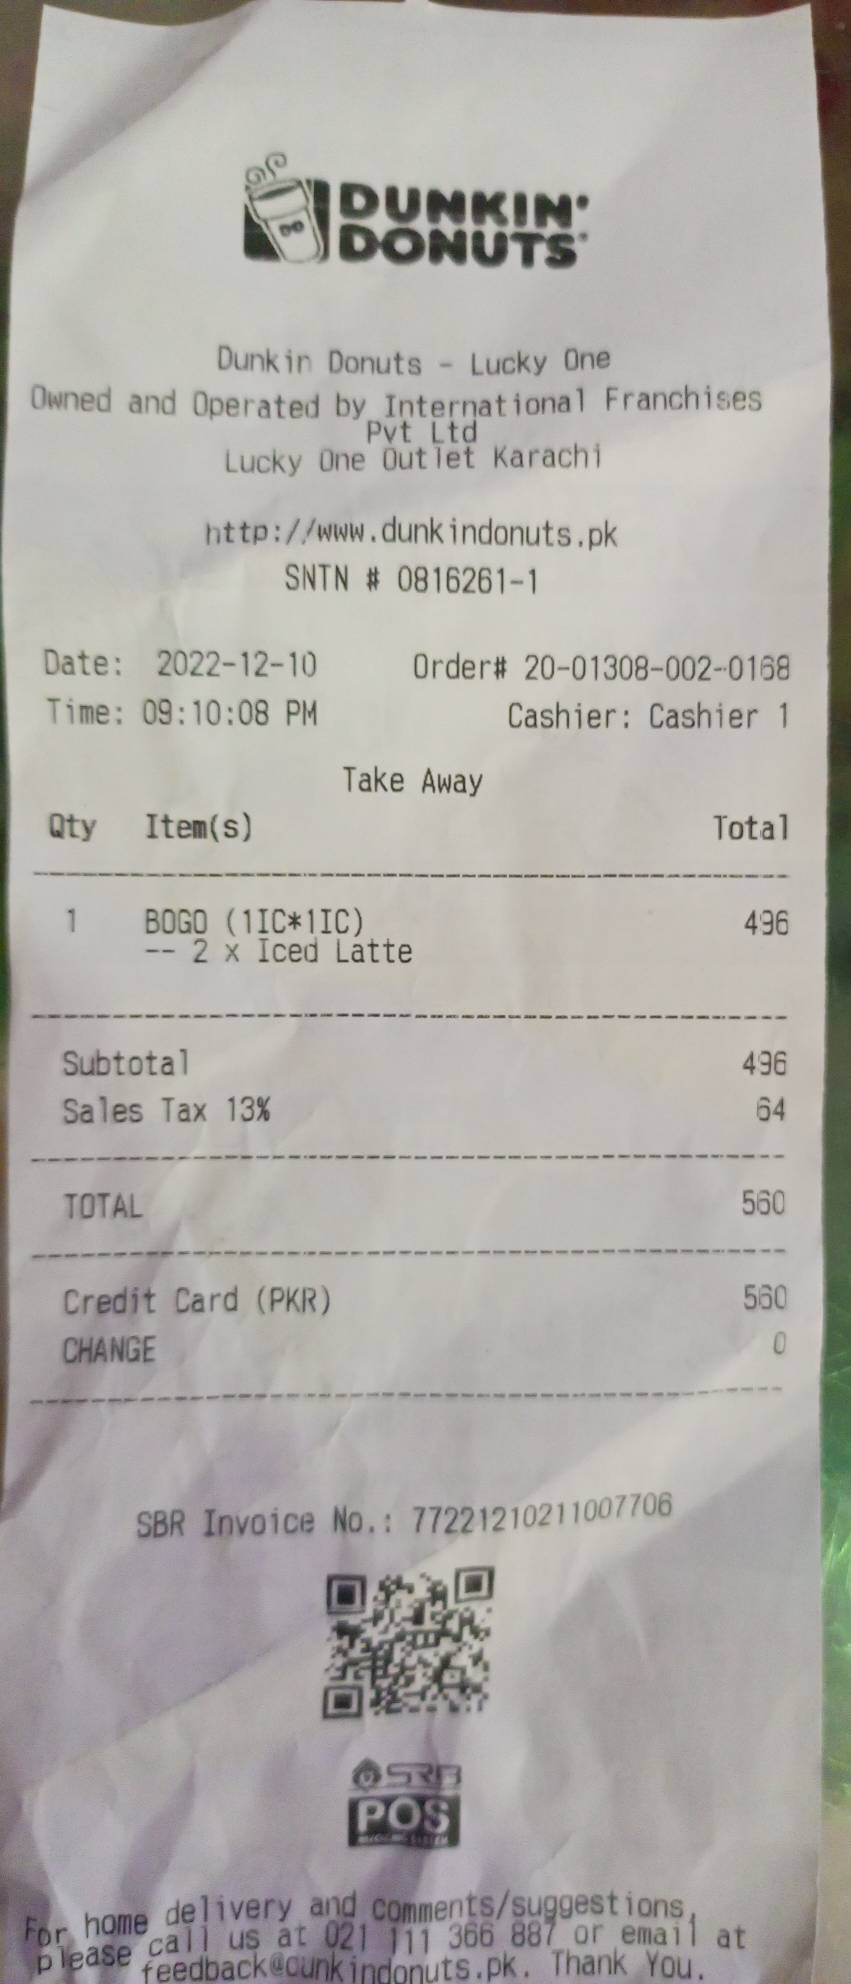 DUNKIN'
DONUTS
Dunkin Donuts - Lucky One
Owned and Operated by International Franchises
Pvt Ltd
Lucky One Outlet Karachi
http://www.dunkindonuts.pk
SNTN # 0816261-1
Date: 2022-12-10 Order# 20-01308-002-0168
Time: 09:10:08 PM Cashier: Cashier 1
Take Away
Qty Item(s) Total
1 BOGO (1IC*1IC) 496
-- 2 x Iced Latte
Subtotal 496
Sales Tax 13% 64
TOTAL 560
Credit Card (PKR) 560
CHANGE 0
SBR Invoice No.: 77221210211007706
SRB
POS
For home delivery and comments/suggestions,
please call us at 021 111 366 887 or email at
feedback@dunkindonuts.pk. Thank You.